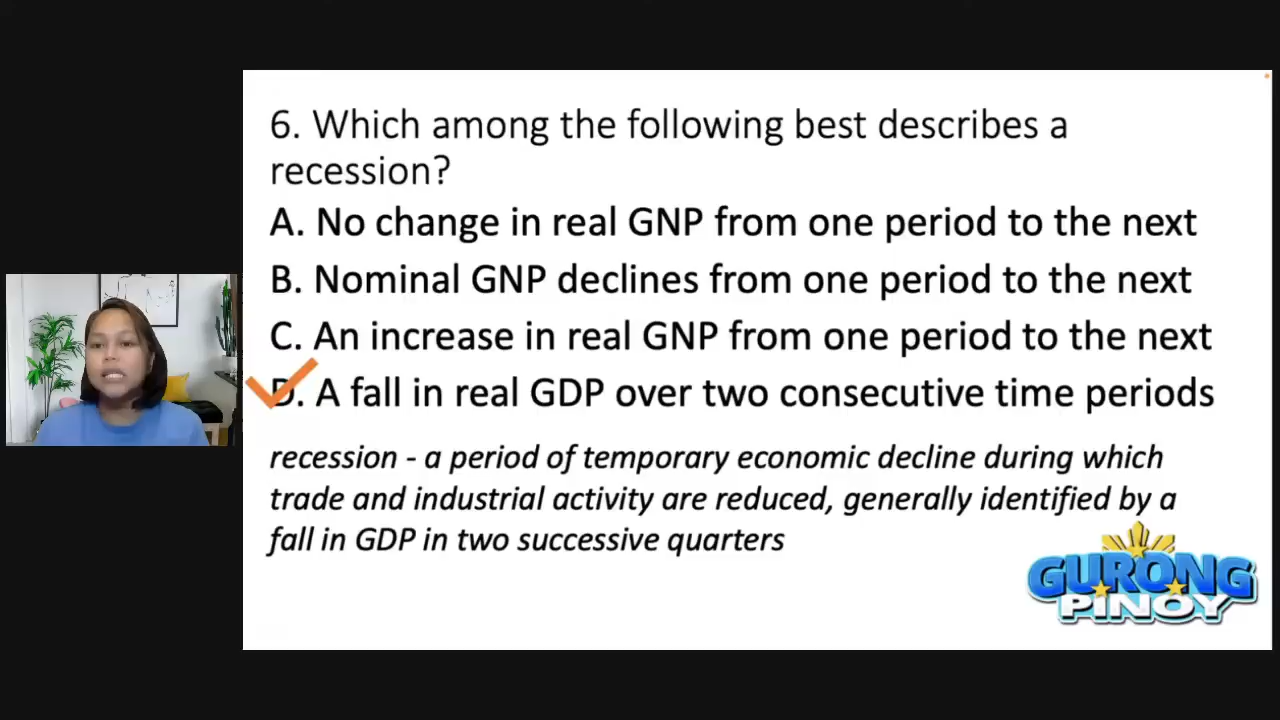 6. Which among the following best describes a
recession?
A. No change in real GNP from one period to the next
B. Nominal GNP declines from one period to the next
C. An increase in real GNP from one period to the next
D. A fall in real GDP over two consecutive time periods
recession - a period of temporary economic decline during which
trade and industrial activity are reduced, generally identified by a
fall in GDP in two successive quarters
GURONG
PINOY